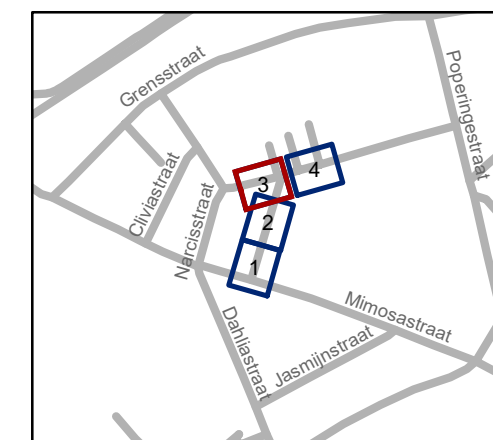 Grensstraat
Poperingestraat
Cliviastraat
Narcisstraat
3
4
2
1
Mimosastraat
Dahliastraat
Jasmijnstraat